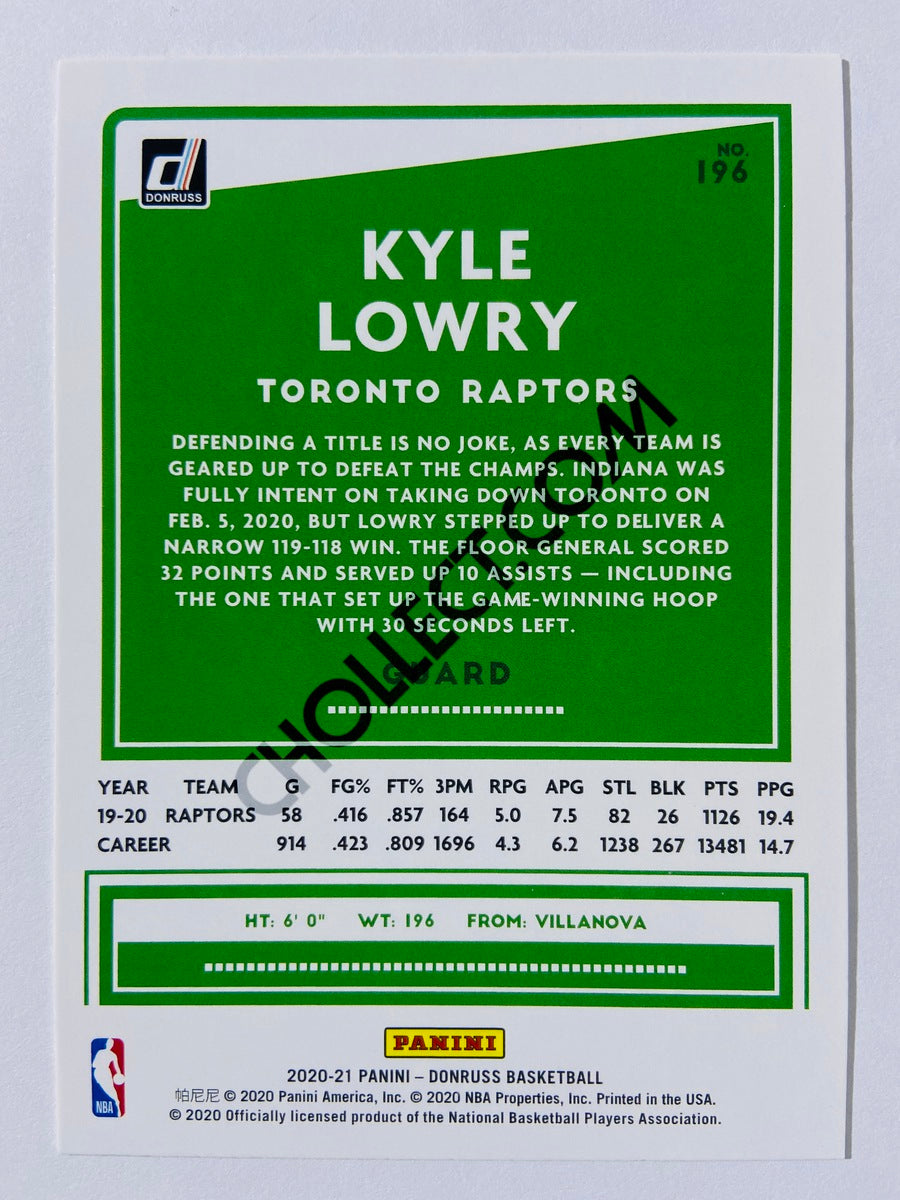 DONRUSS
NO.
196
KYLE
LOWRY
TORONTO RAPTORS
DEFENDING A TITLE IS NO JOKE, AS EVERY TEAM IS
GEARED UP TO DEFEAT THE CHAMPS. INDIANA WAS
FULLY INTENT ON TAKING DOWN TORONTO ON
FEB. 5, 2020, BUT LOWRY STEPPED UP TO DELIVER A
NARROW 119-118 WIN. THE FLOOR GENERAL SCORED
32 POINTS AND SERVED UP 10 ASSISTS — INCLUDING
THE ONE THAT SET UP THE GAME-WINNING HOOP
WITH 30 SECONDS LEFT.
GUARD
CHOLLECT.COM
YEAR TEAM G FG% FT% 3PM RPG APG STL BLK PTS PPG
19-20 RAPTORS 58 .416 .857 164 5.0 7.5 82 26 1126 19.4
CAREER 914 .423 .809 1696 4.3 6.2 1238 267 13481 14.7
HT: 6' 0" WT: 196 FROM: VILLANOVA
PANINI
NBA
2020-21 PANINI – DONRUSS BASKETBALL
帕尼尼 © 2020 Panini America, Inc. © 2020 NBA Properties, Inc. Printed in the USA.
© 2020 Officially licensed product of the National Basketball Players Association.